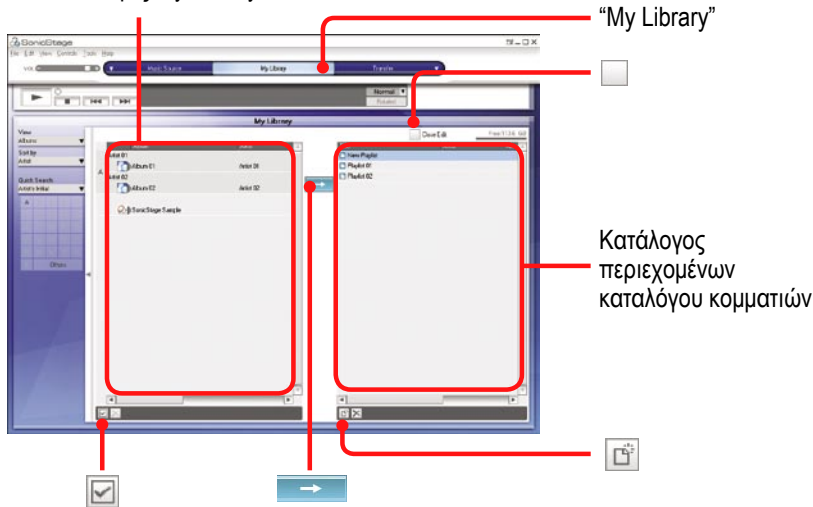 “My Library”
SonicStage
File Edit View Controls Tools Help
VOL
Music Source
My Library
Transfer
Normal
My Library
View
Albums
Close Edit
Sort by
Artist
Artist 01
Album 01 Artist 01
Artist 02
Album 02 Artist 02
SonicStage Sample
Quick Search
Artist's Initial
A
A
Others
New Playlist
Playlist 01
Playlist 02
Κατάλογος
περιεχομένων
καταλόγου κομματιών